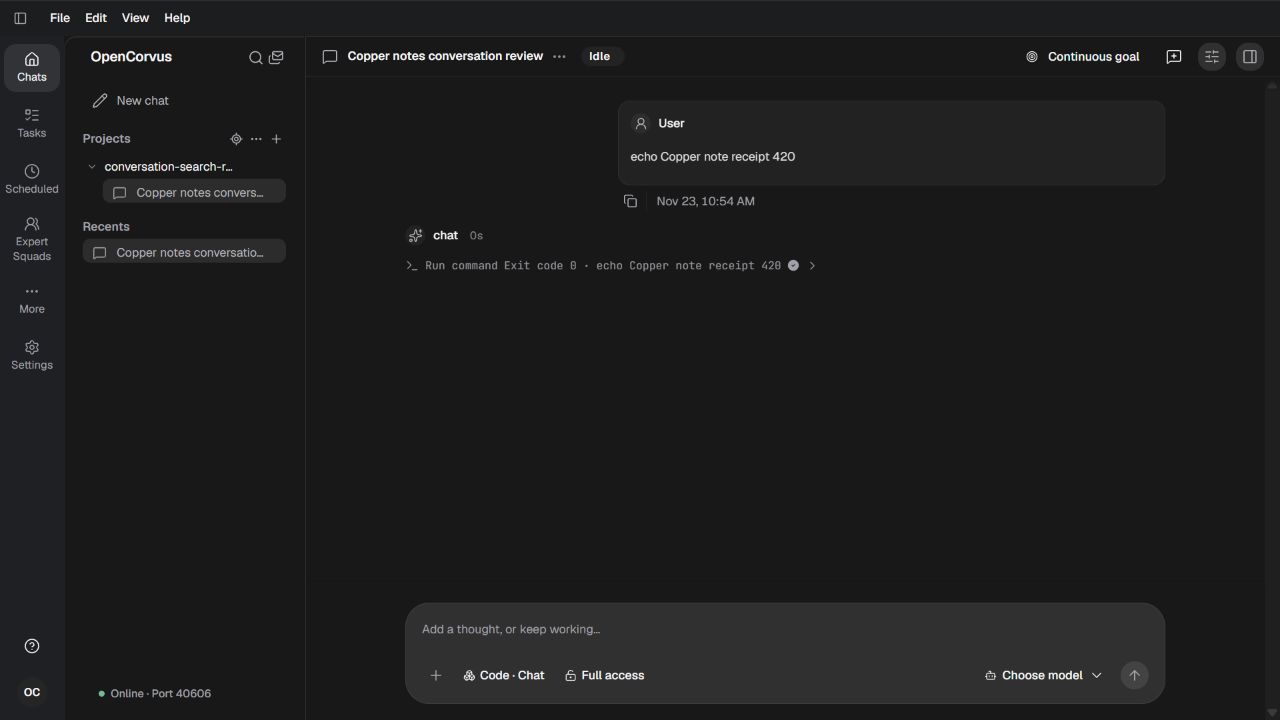 File Edit View Help
OpenCorvus
Copper notes conversation review ··· Idle
Continuous goal
Chats
Tasks
Scheduled
Expert
Squads
More
Settings
OC
New chat
Projects
conversation-search-r...
Copper notes convers...
Recents
Copper notes conversatio...
Online · Port 40606
User
echo Copper note receipt 420
Nov 23, 10:54 AM
chat 0s
>_ Run command Exit code 0 · echo Copper note receipt 420
Add a thought, or keep working...
Code · Chat Full access Choose model